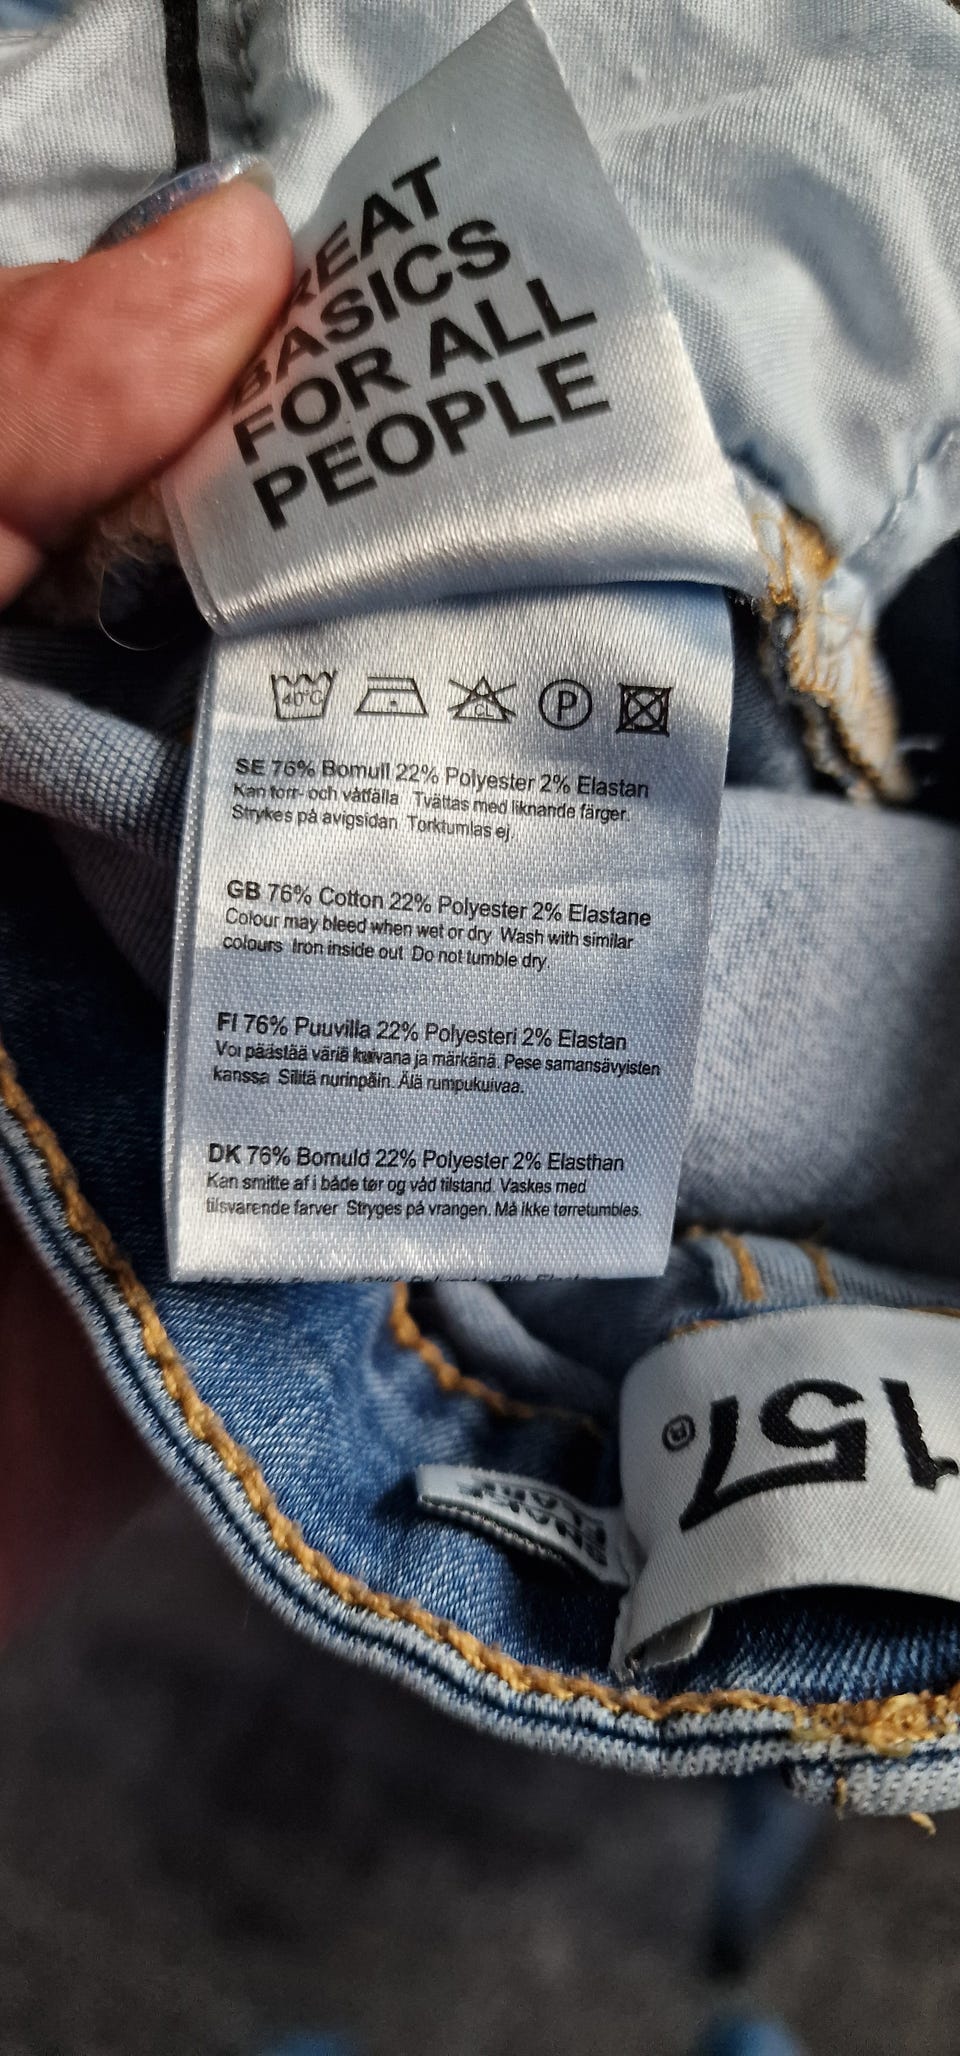 REAT
BASICS
FOR ALL
PEOPLE
40°C CL P
SE 76% Bomull 22% Polyester 2% Elastan
Kan torr- och våtfälla Tvättas med liknande färger.
Strykes på avigsidan Torktumlas ej.
GB 76% Cotton 22% Polyester 2% Elastane
Colour may bleed when wet or dry Wash with similar
colours Iron inside out Do not tumble dry.
FI 76% Puuvilla 22% Polyesteri 2% Elastan
Voi päästää väriä kuivana ja märkänä. Pese samansävyisten
kanssa Silitä nurinpäin. Älä rumpukuivaa.
DK 76% Bomuld 22% Polyester 2% Elasthan
Kan smitte af i både tør og våd tilstand. Vaskes med
tilsvarende farver Stryges på vrangen. Må ikke tørretumbles.
157®